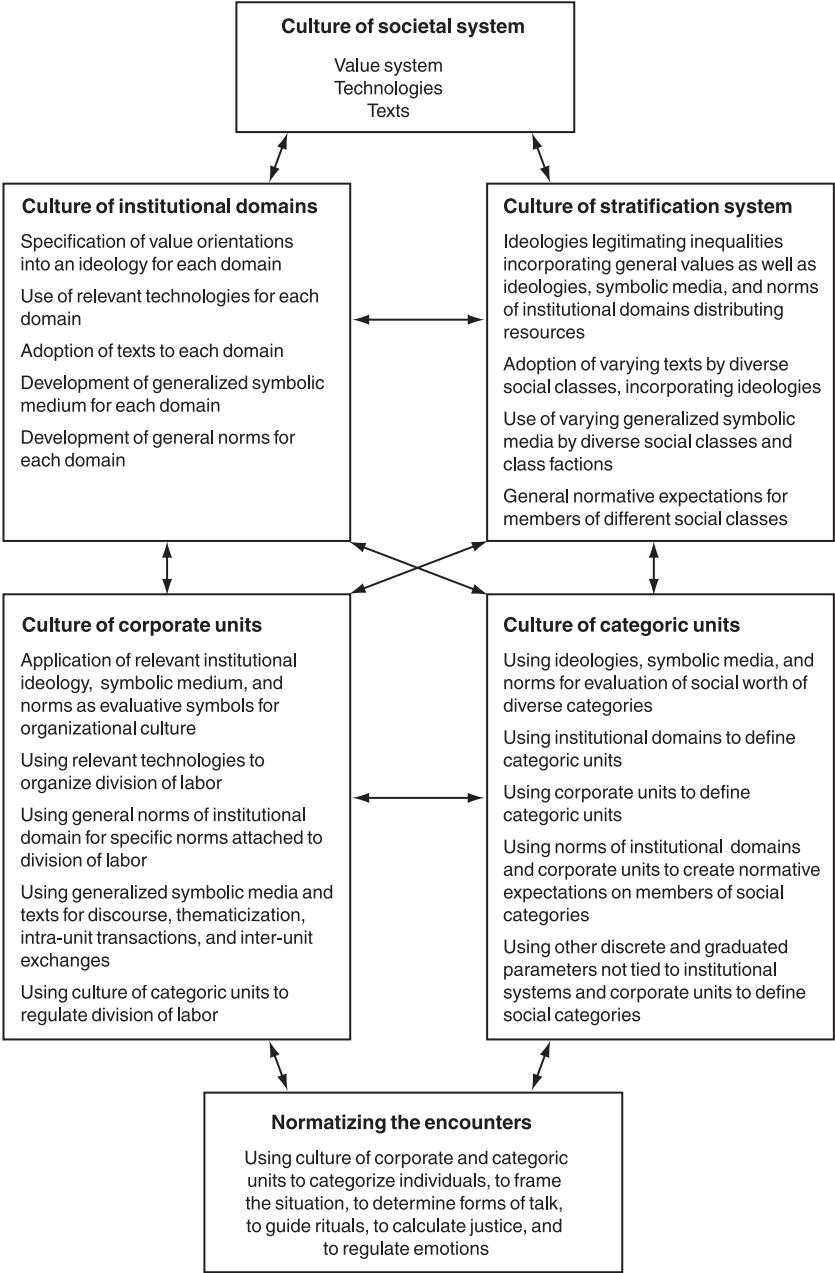 Culture of societal system
Value system
Technologies
Texts
Culture of institutional domains
Specification of value orientations
into an ideology for each domain
Use of relevant technologies for each
domain
Adoption of texts to each domain
Development of generalized symbolic
medium for each domain
Development of general norms for
each domain
Culture of stratification system
Ideologies legitimating inequalities
incorporating general values as well as
ideologies, symbolic media, and norms
of institutional domains distributing
resources
Adoption of varying texts by diverse
social classes, incorporating ideologies
Use of varying generalized symbolic
media by diverse social classes and
class factions
General normative expectations for
members of different social classes
Culture of corporate units
Application of relevant institutional
ideology, symbolic medium, and
norms as evaluative symbols for
organizational culture
Using relevant technologies to
organize division of labor
Using general norms of institutional
domain for specific norms attached to
division of labor
Using generalized symbolic media and
texts for discourse, thematicization,
intra-unit transactions, and inter-unit
exchanges
Using culture of categoric units to
regulate division of labor
Culture of categoric units
Using ideologies, symbolic media, and
norms for evaluation of social worth of
diverse categories
Using institutional domains to define
categoric units
Using corporate units to define
categoric units
Using norms of institutional domains
and corporate units to create normative
expectations on members of social
categories
Using other discrete and graduated
parameters not tied to institutional
systems and corporate units to define
social categories
Normatizing the encounters
Using culture of corporate and categoric
units to categorize individuals, to frame
the situation, to determine forms of talk,
to guide rituals, to calculate justice, and
to regulate emotions